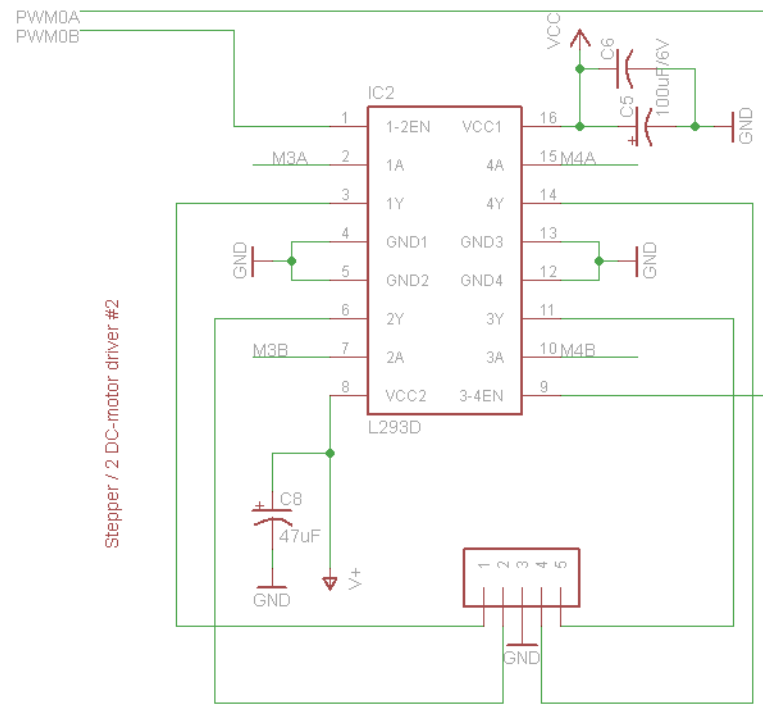 PWM0A
PWM0B
VCC
C6
C5
100uF/6V
GND
IC2
1 1-2EN VCC1 16
M3A 2 1A 4A 15 M4A
3 1Y 4Y 14
4 GND1 GND3 13
GND
GND
5 GND2 GND4 12
6 2Y 3Y 11
M3B 7 2A 3A 10 M4B
8 VCC2 3-4EN 9
L293D
Stepper / 2 DC-motor driver #2
+
C8
47uF
GND
V+
1 2 3 4 5
GND
+